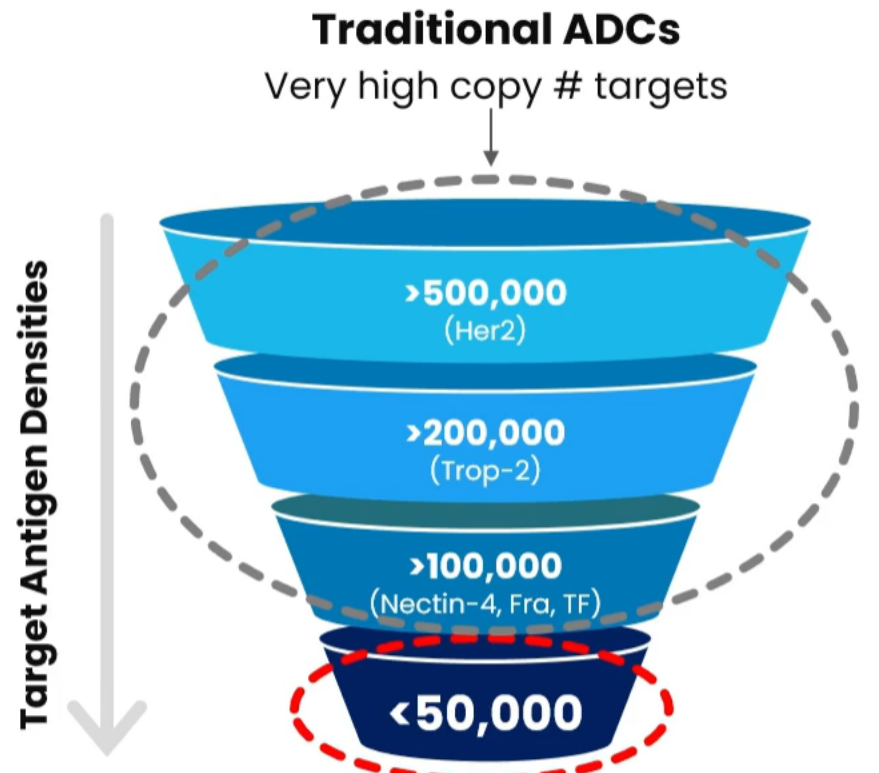 Traditional ADCs
Very high copy # targets
Target Antigen Densities
>500,000
(Her2)
>200,000
(Trop-2)
>100,000
(Nectin-4, Fra, TF)
<50,000